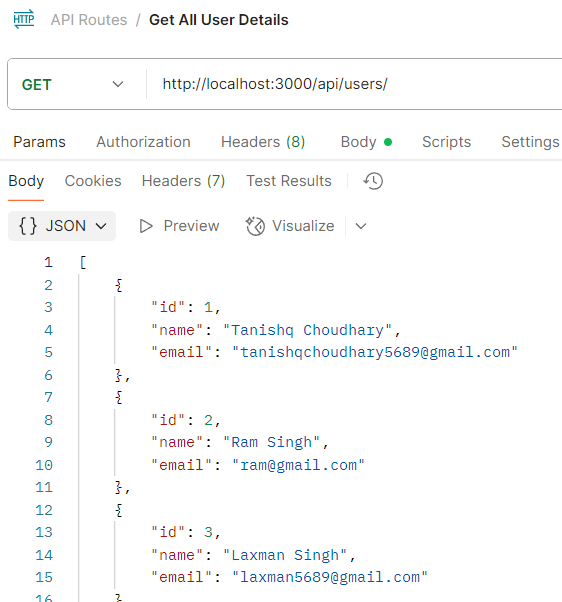 HTTP API Routes / Get All User Details
GET http://localhost:3000/api/users/
Params Authorization Headers (8) Body Scripts Settings
Body Cookies Headers (7) Test Results
{} JSON Preview Visualize
1 [
2 {
3 "id": 1,
4 "name": "Tanishq Choudhary",
5 "email": "tanishqchoudhary5689@gmail.com"
6 },
7 {
8 "id": 2,
9 "name": "Ram Singh",
10 "email": "ram@gmail.com"
11 },
12 {
13 "id": 3,
14 "name": "Laxman Singh",
15 "email": "laxman5689@gmail.com"
16 }